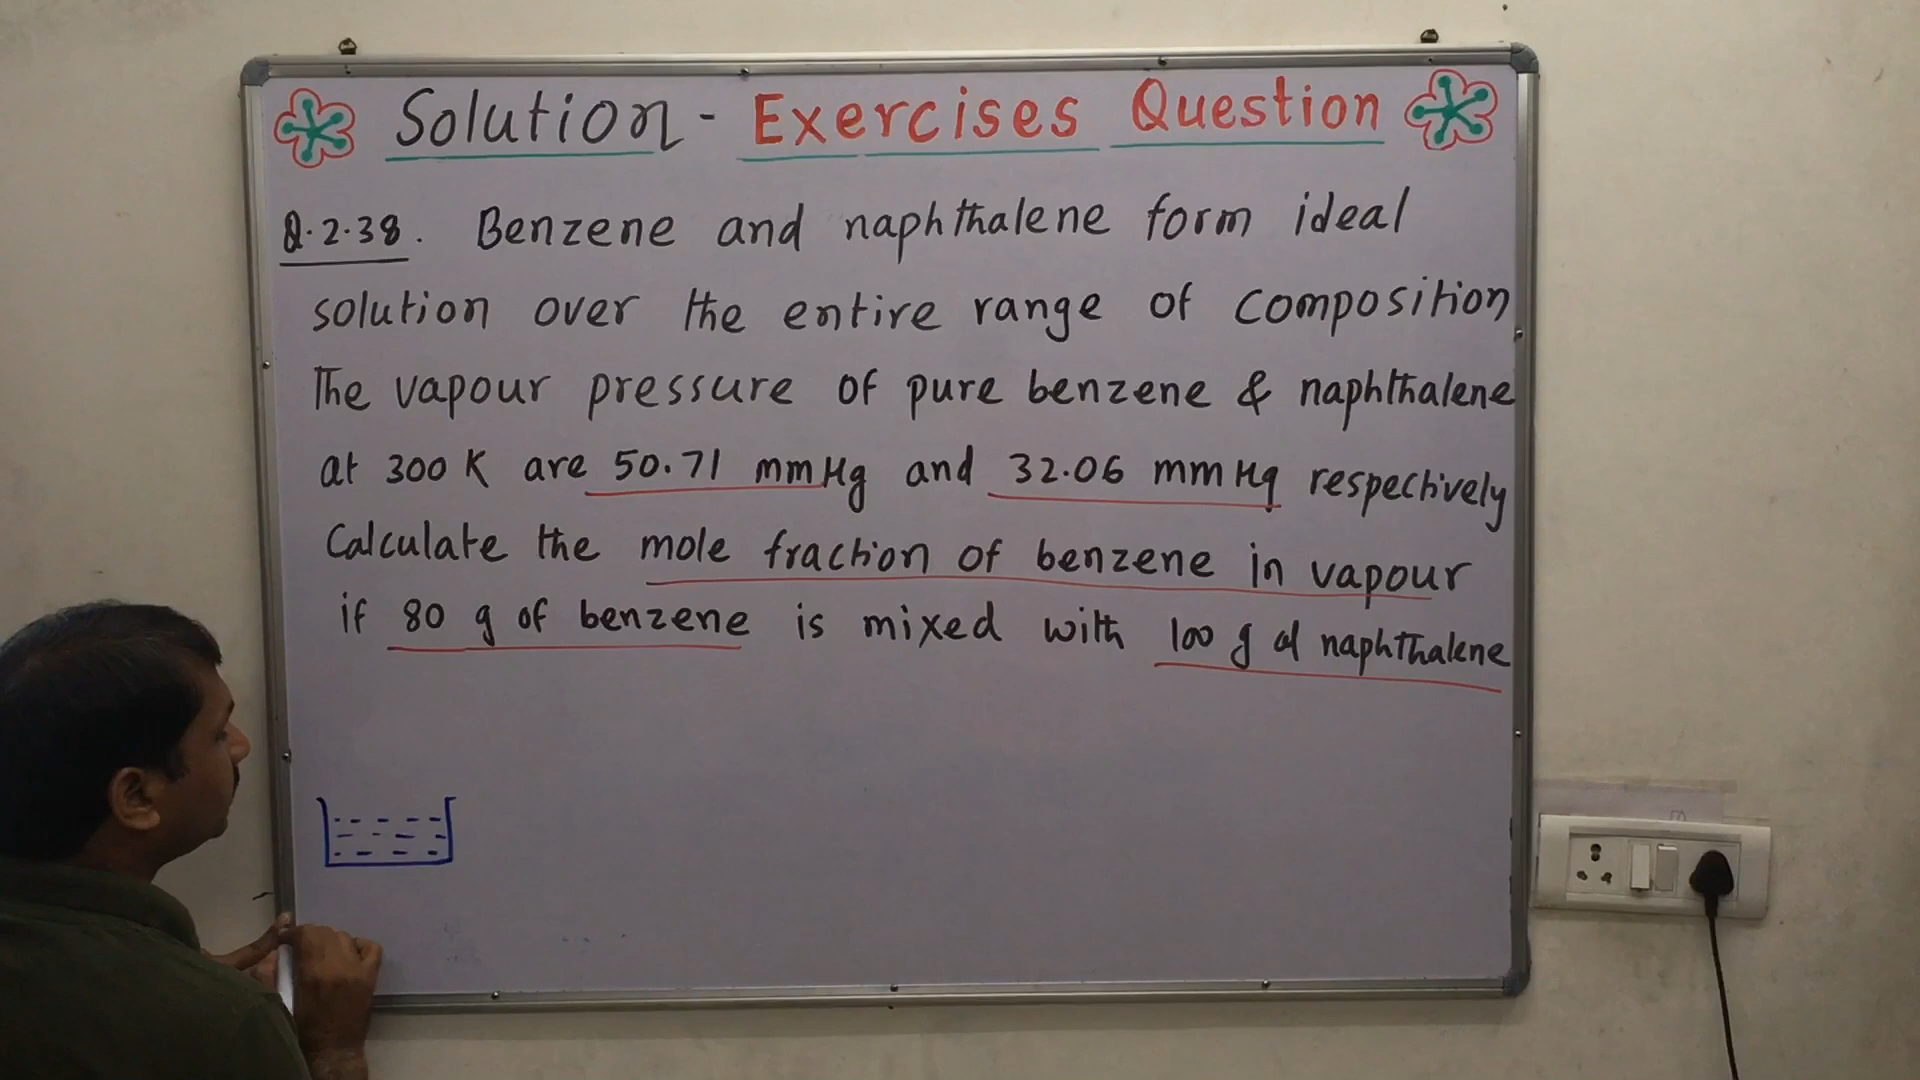 Solution - Exercises Question
Q.2.38. Benzene and naphthalene form ideal
solution over the entire range of composition
The vapour pressure of pure benzene & naphthalene
at 300 K are 50.71 mmHg and 32.06 mmHg respectively
Calculate the mole fraction of benzene in vapour
if 80 g of benzene is mixed with 100 g of naphthalene